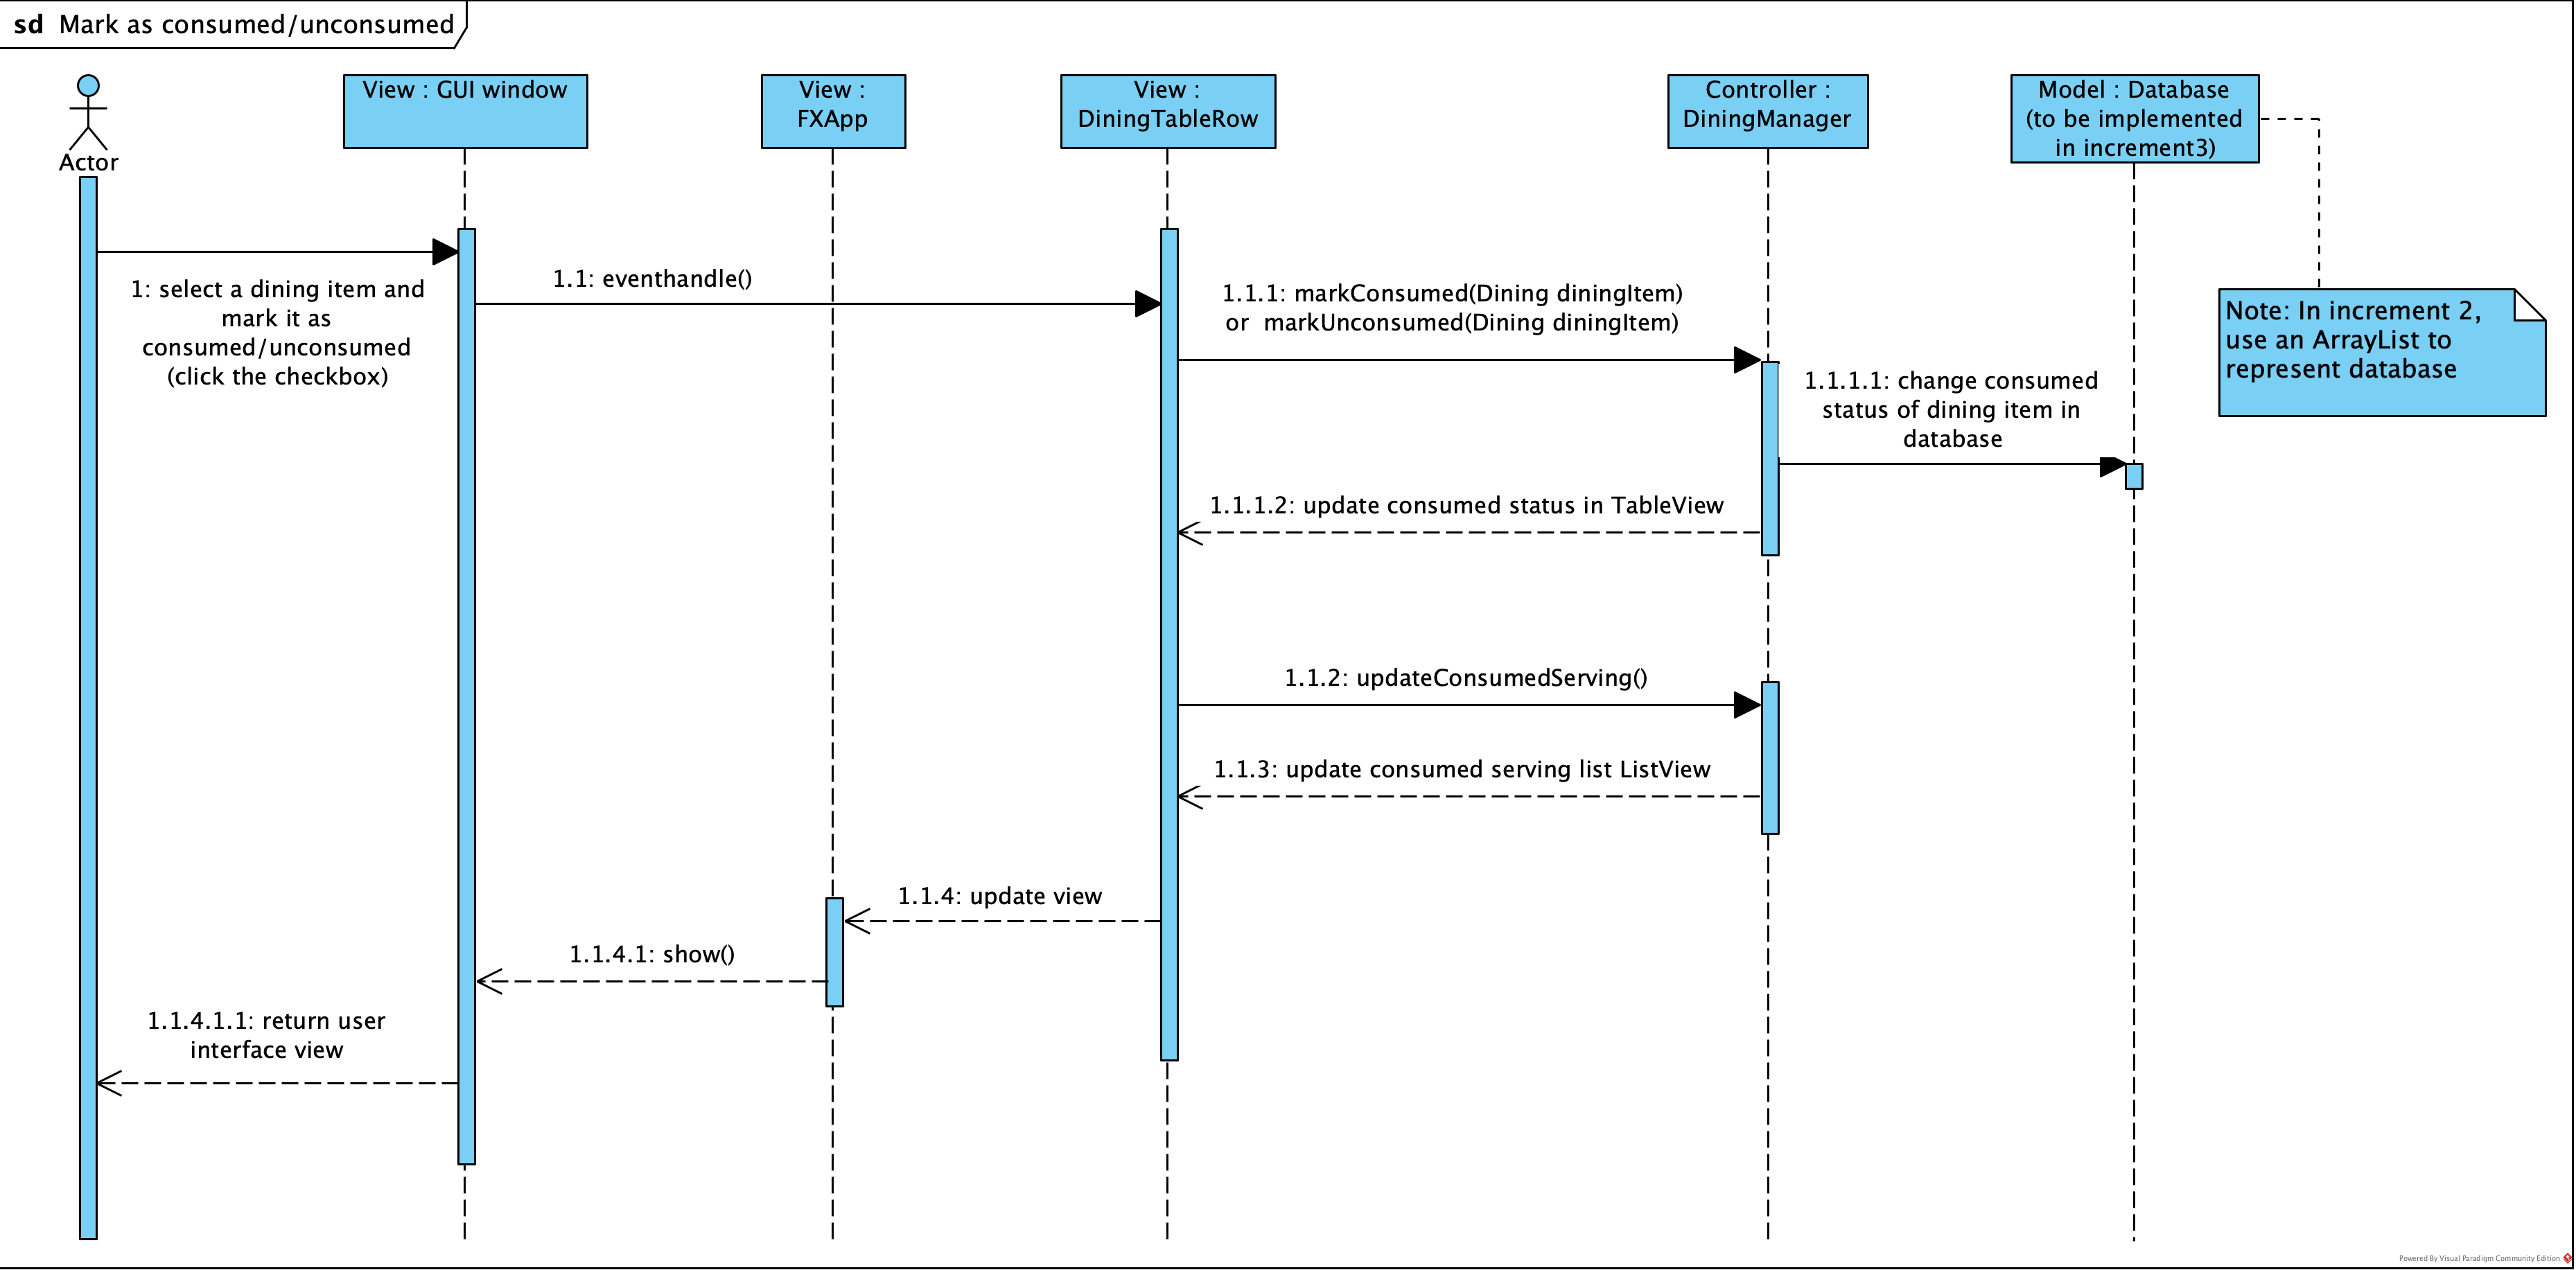 sd Mark as consumed/unconsumed
Actor
View : GUI window
View :
FXApp
View :
DiningTableRow
Controller :
DiningManager
Model : Database
(to be implemented
in increment3)
1: select a dining item and
mark it as
consumed/unconsumed
(click the checkbox)
1.1: eventhandle()
1.1.1: markConsumed(Dining diningItem)
or markUnconsumed(Dining diningItem)
Note: In increment 2,
use an ArrayList to
represent database
1.1.1.1: change consumed
status of dining item in
database
1.1.1.2: update consumed status in TableView
1.1.2: updateConsumedServing()
1.1.3: update consumed serving list ListView
1.1.4: update view
1.1.4.1: show()
1.1.4.1.1: return user
interface view
Powered By Visual Paradigm Community Edition